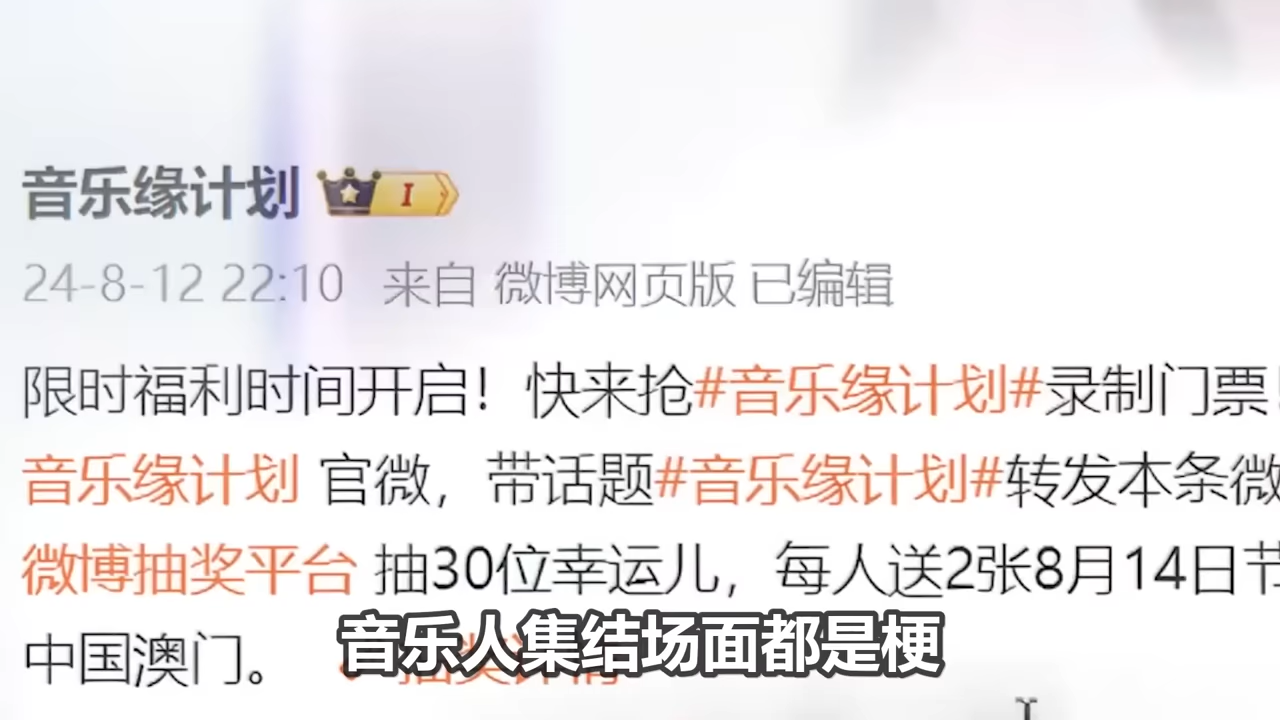 音乐缘计划 I
24-8-12 22:10 来自 微博网页版 已编辑
限时福利时间开启！快来抢#音乐缘计划#录制门票！
音乐缘计划 官微，带话题#音乐缘计划#转发本条微
微博抽奖平台 抽30位幸运儿，每人送2张8月14日节
中国澳门。 抽奖详情
音乐人集结场面都是梗